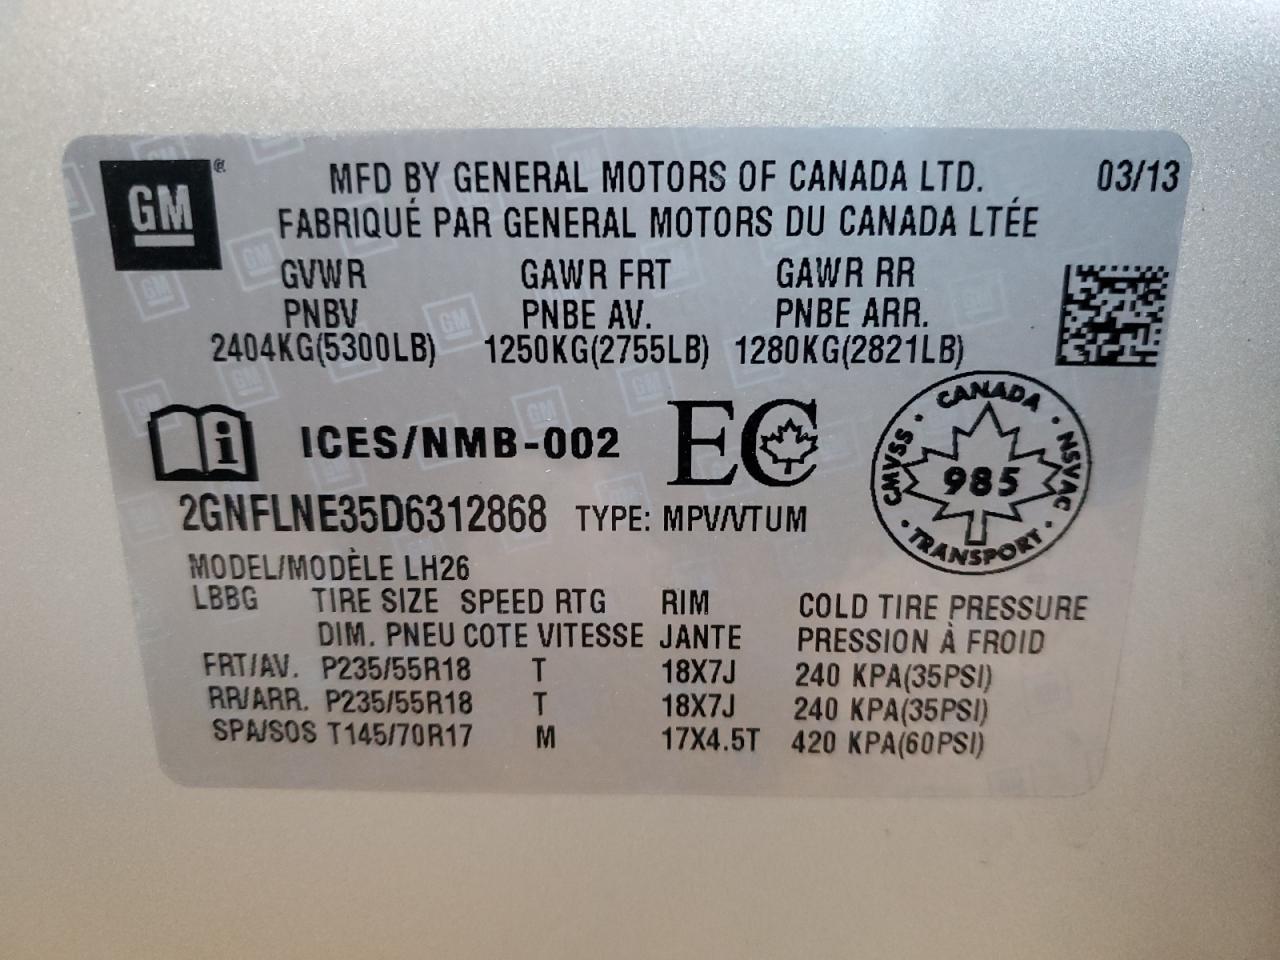 GM
MFD BY GENERAL MOTORS OF CANADA LTD. 03/13
FABRIQUÉ PAR GENERAL MOTORS DU CANADA LTÉE
GVWR GAWR FRT GAWR RR
PNBV PNBE AV. PNBE ARR.
2404KG(5300LB) 1250KG(2755LB) 1280KG(2821LB)
i ICES/NMB-002 EC
CANADA
CMVSS 985 NSVAC
TRANSPORT
2GNFLNE35D6312868 TYPE: MPV/VTUM
MODEL/MODÈLE LH26
LBBG TIRE SIZE SPEED RTG RIM COLD TIRE PRESSURE
DIM. PNEU COTE VITESSE JANTE PRESSION À FROID
FRT/AV. P235/55R18 T 18X7J 240 KPA(35PSI)
RR/ARR. P235/55R18 T 18X7J 240 KPA(35PSI)
SPA/SOS T145/70R17 M 17X4.5T 420 KPA(60PSI)